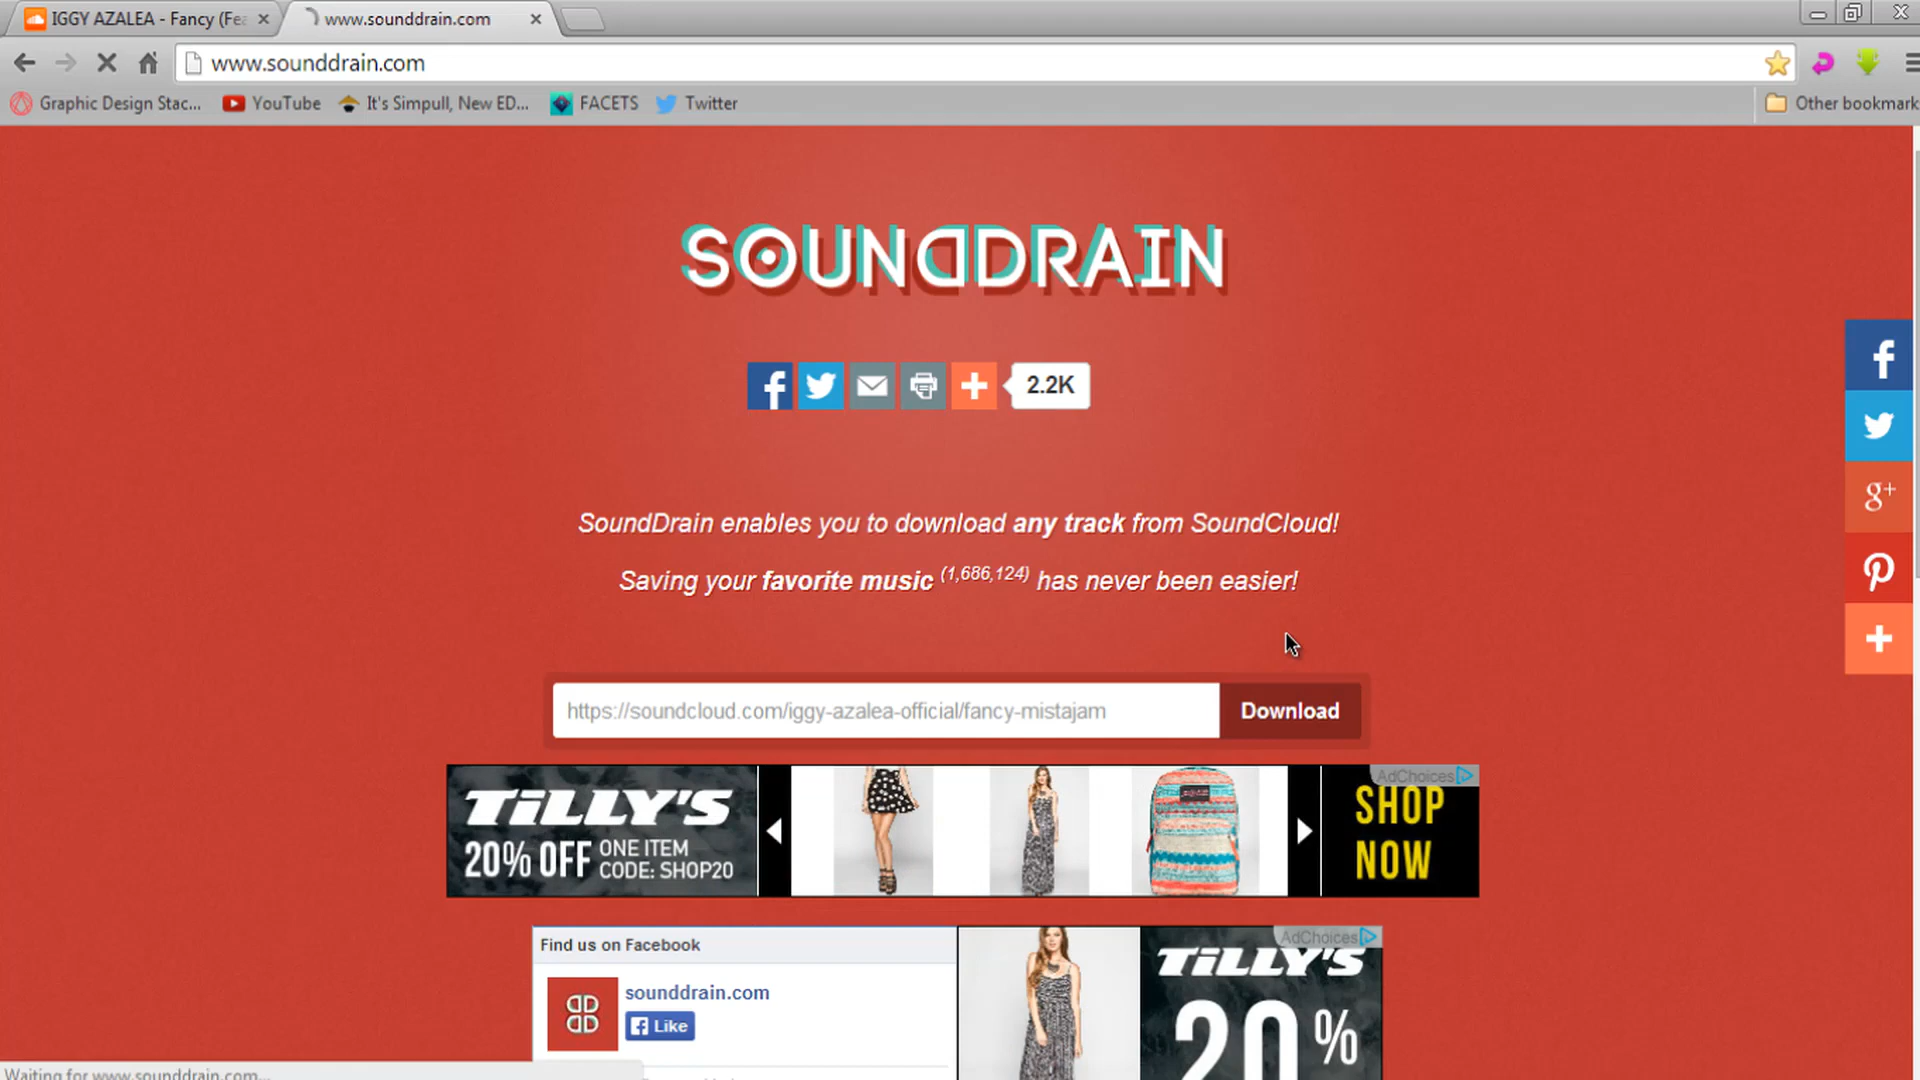 IGGY AZALEA - Fancy (Fea
www.sounddrain.com
www.sounddrain.com
Graphic Design Stac... YouTube It's Simpull, New ED... FACETS Twitter Other bookmark
SOUNDDRAIN
2.2K
SoundDrain enables you to download any track from SoundCloud!
Saving your favorite music (1,686,124) has never been easier!
https://soundcloud.com/iggy-azalea-official/fancy-mistajam Download
TILLY'S
20% OFF ONE ITEM
CODE: SHOP20
AdChoices
SHOP
NOW
Find us on Facebook
sounddrain.com
Like
AdChoices
TILLY'S
20%
Waiting for www.sounddrain.com...